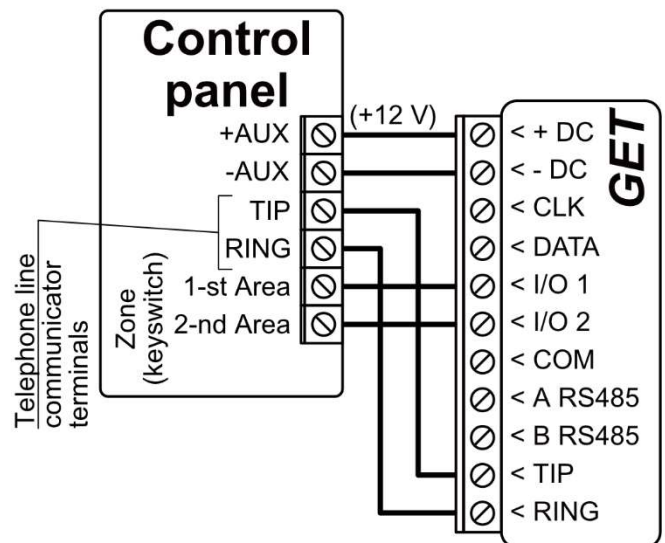 Control
panel
(+12 V)
+AUX
-AUX
TIP
RING
1-st Area
2-nd Area
Zone
(keyswitch)
Telephone line
communicator
terminals
GET
< + DC
< - DC
< CLK
< DATA
< I/O 1
< I/O 2
< COM
< A RS485
< B RS485
< TIP
< RING